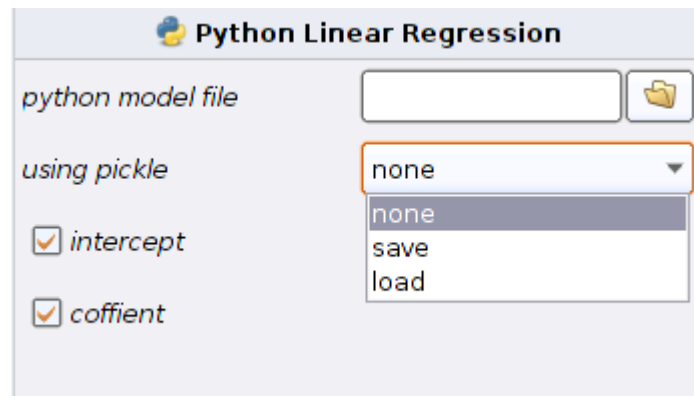 Python Linear Regression
python model file
using pickle
none
none
save
load
intercept
coffient